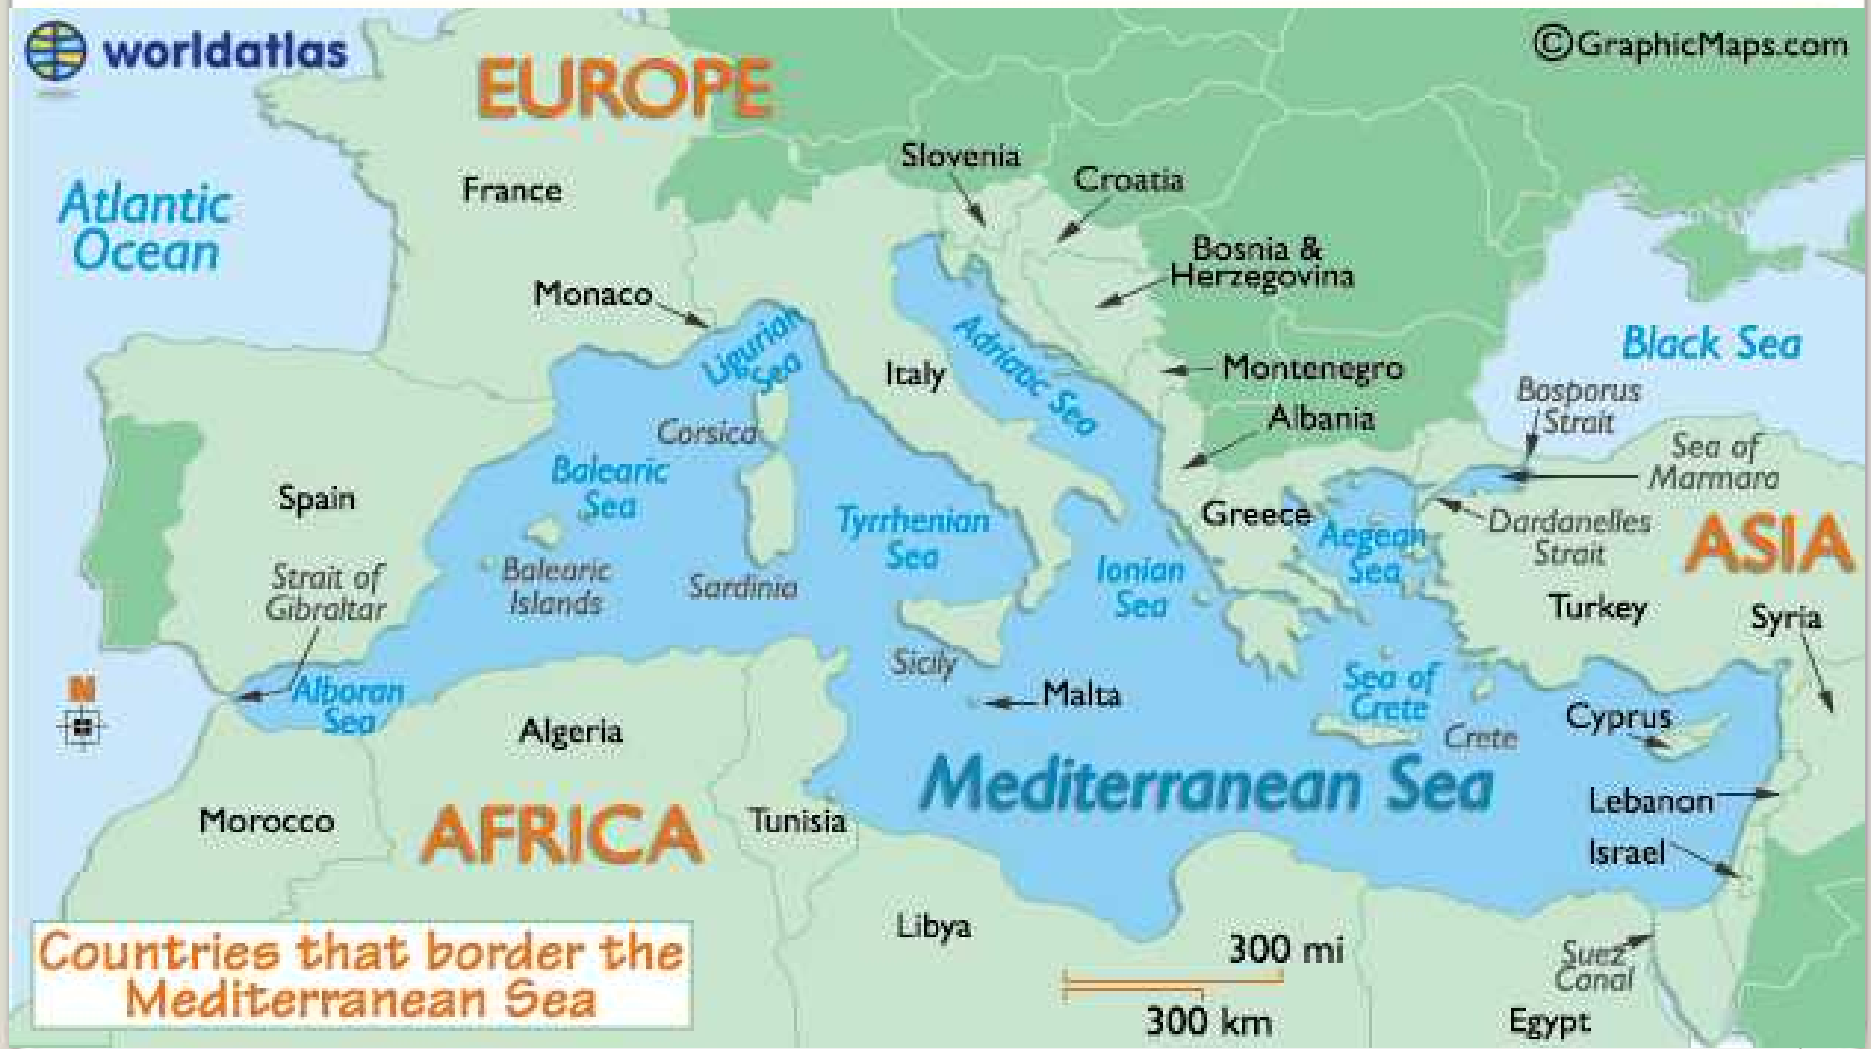 worldatlas
©GraphicMaps.com
EUROPE
Slovenia
Croatia
France
Atlantic
Ocean
Bosnia &
Herzegovina
Monaco
Ligurian
Sea
Adriatic Sea
Black Sea
Italy
Montenegro
Bosporus
Strait
Albania
Corsica
Sea of
Marmara
Balearic
Sea
Spain
Tyrrhenian
Sea
Greece
Aegean
Sea
Dardanelles
Strait
ASIA
Strait of
Gibraltar
Balearic
Islands
Sardinia
Ionian
Sea
Turkey
Syria
Sicily
N
Alboran
Sea
Malta
Sea of
Crete
Crete
Cyprus
Algeria
Mediterranean Sea
Lebanon
Morocco
AFRICA
Tunisia
Israel
Libya
Countries that border the
Mediterranean Sea
300 mi
300 km
Suez
Canal
Egypt